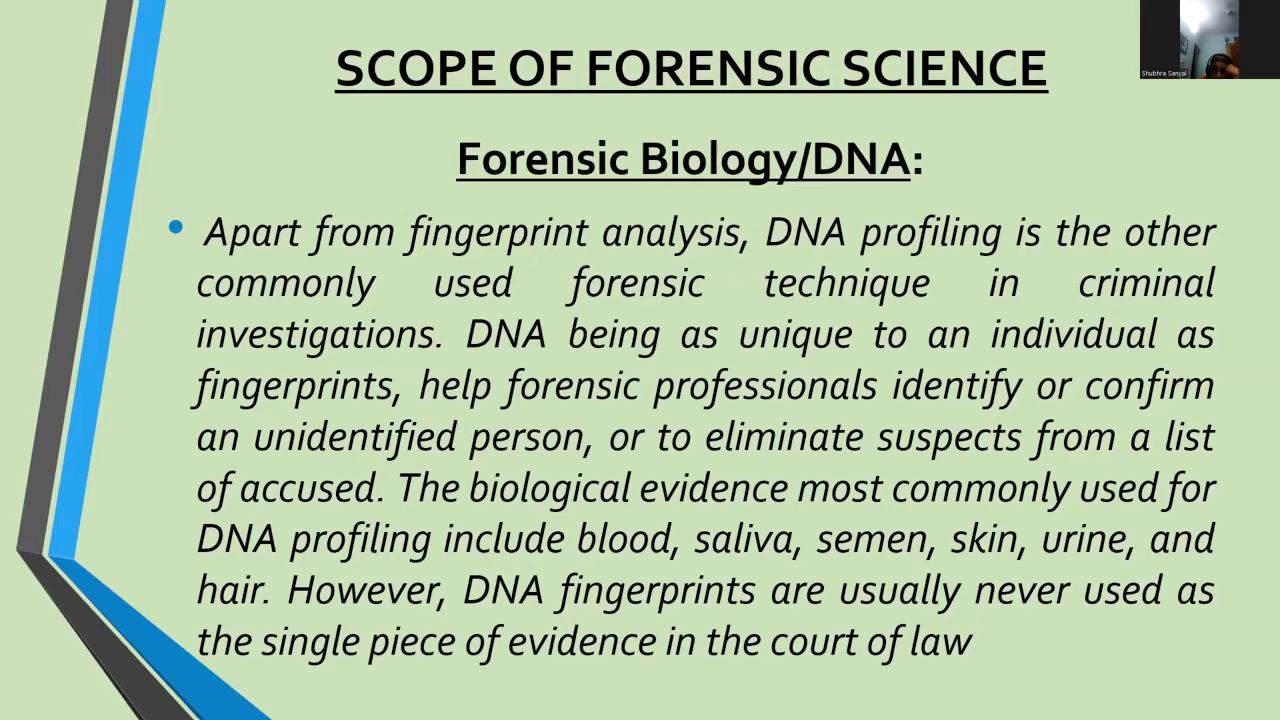 SCOPE OF FORENSIC SCIENCE
Shubhra Sanyal
Forensic Biology/DNA:
• Apart from fingerprint analysis, DNA profiling is the other
commonly used forensic technique in criminal
investigations. DNA being as unique to an individual as
fingerprints, help forensic professionals identify or confirm
an unidentified person, or to eliminate suspects from a list
of accused. The biological evidence most commonly used for
DNA profiling include blood, saliva, semen, skin, urine, and
hair. However, DNA fingerprints are usually never used as
the single piece of evidence in the court of law